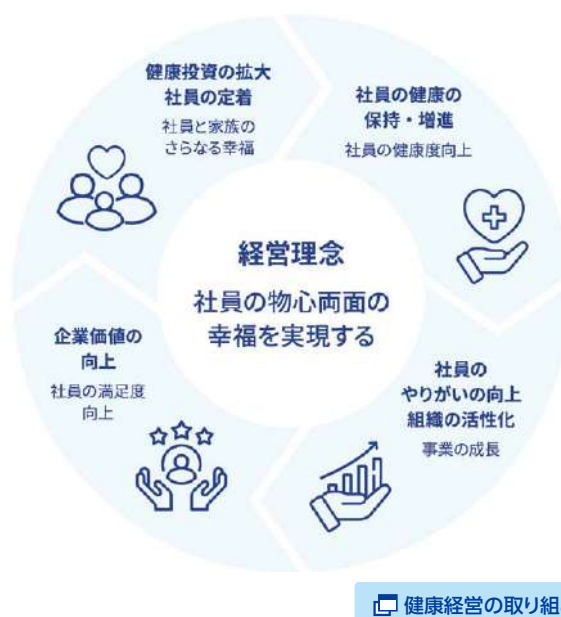 健康投資の拡大
社員の定着
社員と家族の
さらなる幸福
社員の健康の
保持・増進
社員の健康度向上
経営理念
社員の物心両面の
幸福を実現する
企業価値の
向上
社員の満足度
向上
社員の
やりがいの向上
組織の活性化
事業の成長
健康経営の取り組